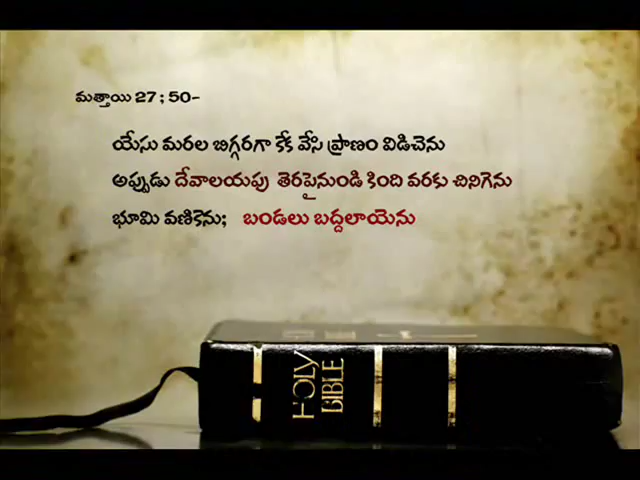 మత్తాయి 27 ; 50-
యేసు మరల బిగ్గరగా కేక వేసి ప్రాణం విడిచెను
అప్పుడు దేవాలయపు తెరపైనుండి కింది వరకు చినిగెను
భూమి వణికెను; బండలు బద్దలాయెను
HOLY
BIBLE